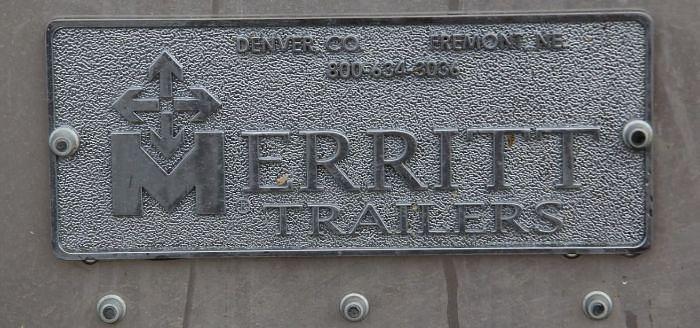 DENVER, CO. FREMONT, NE.
800-634-3036
MERRITT
TRAILERS